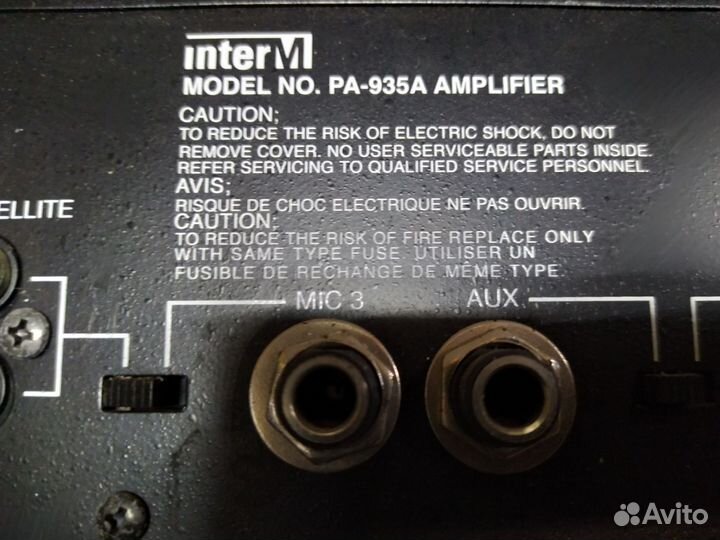 interM
MODEL NO. PA-935A AMPLIFIER
CAUTION;
TO REDUCE THE RISK OF ELECTRIC SHOCK, DO NOT
REMOVE COVER. NO USER SERVICEABLE PARTS INSIDE.
REFER SERVICING TO QUALIFIED SERVICE PERSONNEL.
AVIS;
RISQUE DE CHOC ELECTRIQUE NE PAS OUVRIR.
CAUTION;
TO REDUCE THE RISK OF FIRE REPLACE ONLY
WITH SAME TYPE FUSE. UTILISER UN
FUSIBLE DE RECHANGE DE MÉME TYPE.
ELLITE
MIC 3
AUX
Avito